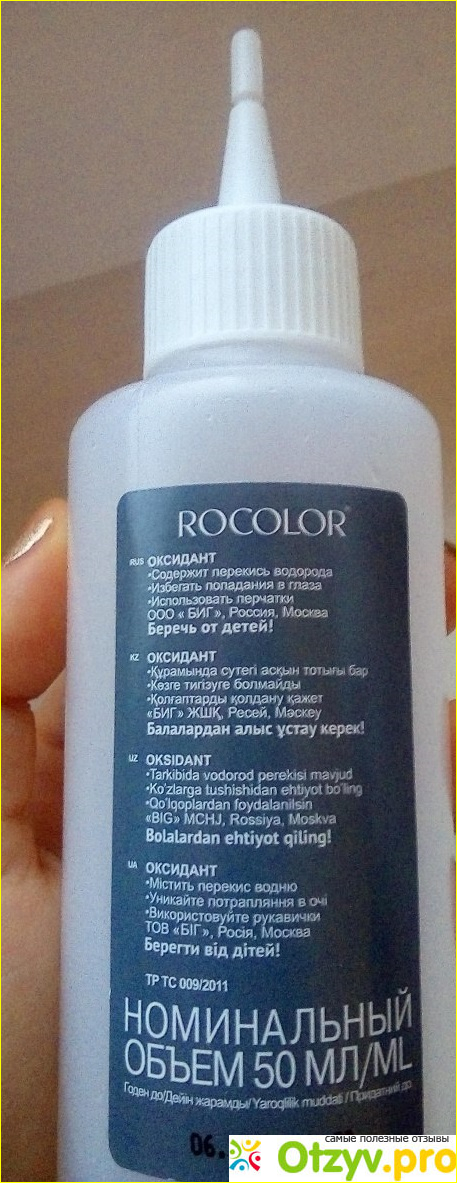 ROCOLOR®
RUS ОКСИДАНТ
•Содержит перекись водорода
•Избегать попадания в глаза
•Использовать перчатки
ООО « БИГ», Россия, Москва
Беречь от детей!
KZ ОКСИДАНТ
•Құрамында сутегі асқын тотығы бар
•Көзге тигізуге болмайды
•Қолғаптарды қолдану қажет
«БИГ» ЖШҚ, Ресей, Мәскеу
Балалардан алыс ұстау керек!
UZ OKSIDANT
•Tarkibida vodorod perekisi mavjud
•Ko'zlarga tushishidan ehtiyot bo'ling
•Qo'lqoplardan foydalanilsin
«BIG» MCHJ, Rossiya, Moskva
Bolalardan ehtiyot qiling!
UA ОКСИДАНТ
•Містить перекис водню
•Уникайте потрапляння в очі
•Використовуйте рукавички
ТОВ «БІГ», Росія, Москва
Берегти від дітей!
ТР ТС 009/2011
НОМИНАЛЬНЫЙ
ОБЪЕМ 50 МЛ/ML
Годен до/Дейін жарамды/Yaroqlilik muddati/Придатний до
06.
самые полезные отзывы
Otzyv.pro